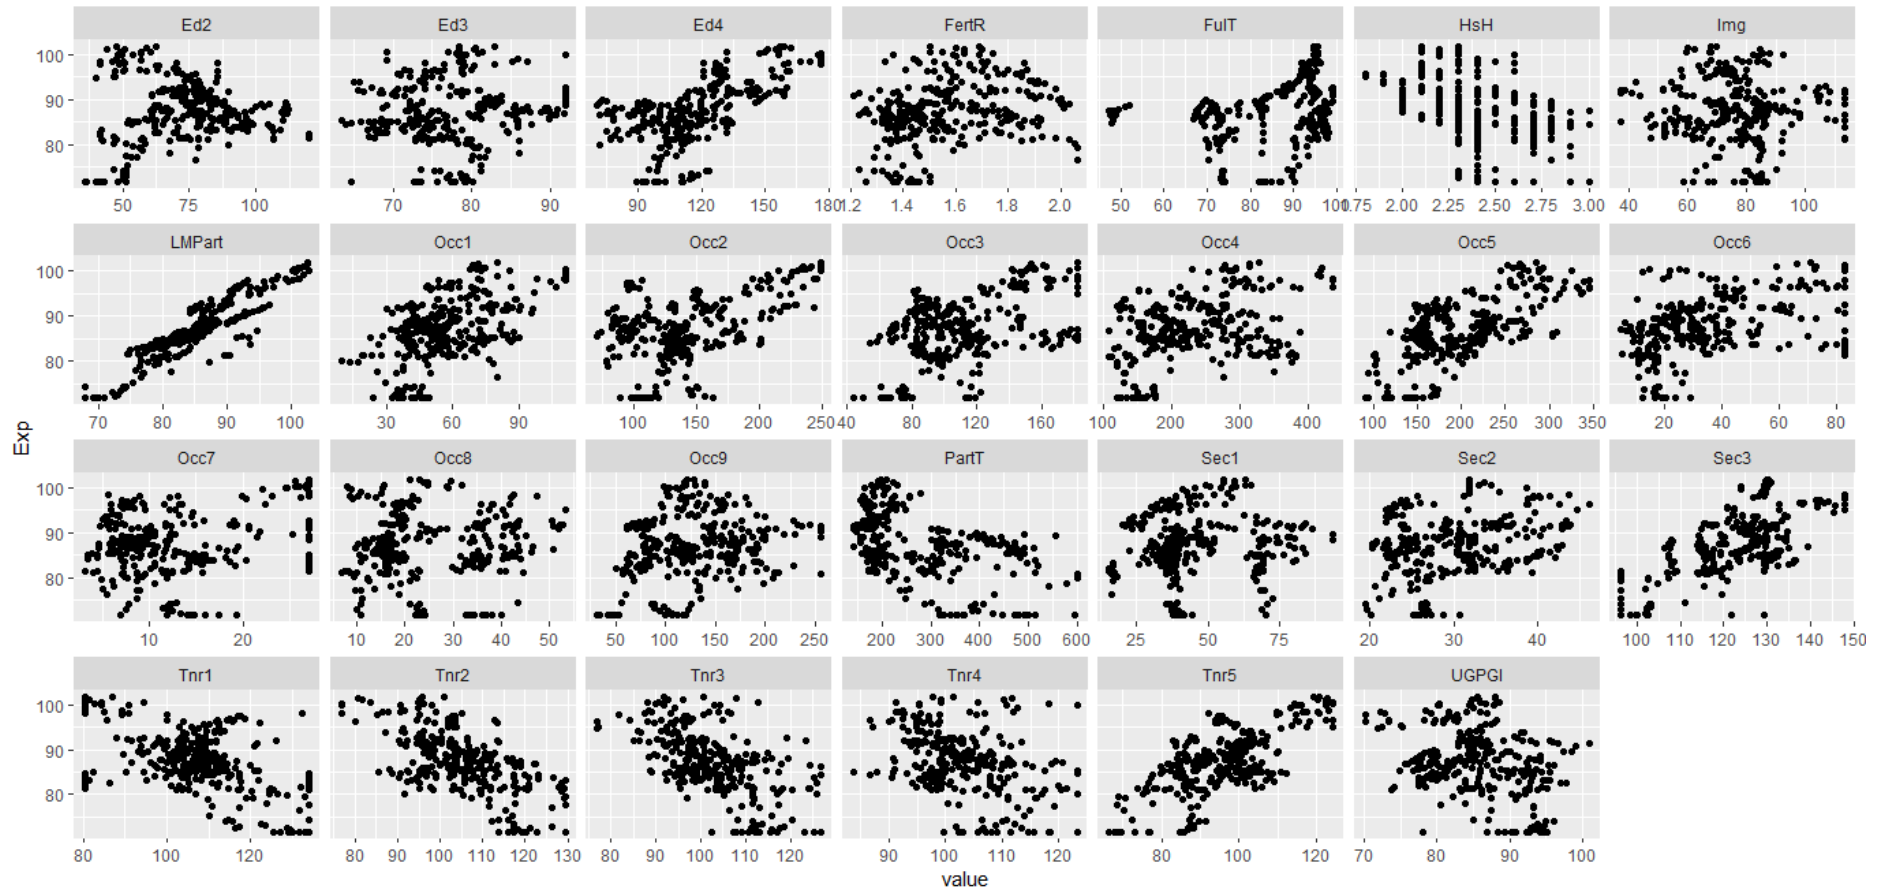 Ed2 Ed3 Ed4 FertR FulT HsH Img
100
90
80
50 75 100 70 80 90 90 120 150 180 1.2 1.4 1.6 1.8 2.0 50 60 70 80 90 100 1.75 2.00 2.25 2.50 2.75 3.00 40 60 80 100
LMPart Occ1 Occ2 Occ3 Occ4 Occ5 Occ6
100
90
80
70 80 90 100 30 60 90 100 150 200 250 40 80 120 160 100 200 300 400 100 150 200 250 300 350 20 40 60 80
Exp
Occ7 Occ8 Occ9 PartT Sec1 Sec2 Sec3
100
90
80
10 20 10 20 30 40 50 50 100 150 200 250 200 300 400 500 600 25 50 75 20 30 40 100 110 120 130 140 150
Tnr1 Tnr2 Tnr3 Tnr4 Tnr5 UGPGI
100
90
80
80 100 120 80 90 100 110 120 130 80 90 100 110 120 90 100 110 120 80 100 120 70 80 90 100
value